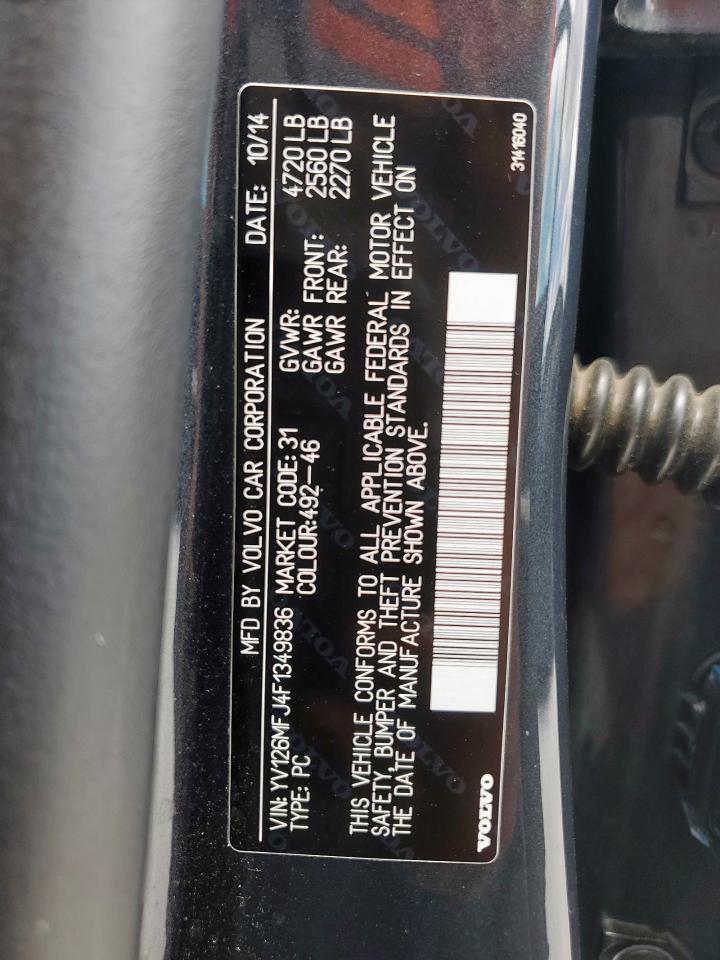 MFD BY VOLVO CAR CORPORATION DATE: 10/14
VIN: YV126MFJ4F1349836 MARKET CODE: 31 GVWR: 4720 LB
TYPE: PC COLOUR:492-46 GAWR FRONT: 2560 LB
GAWR REAR: 2270 LB
THIS VEHICLE CONFORMS TO ALL APPLICABLE FEDERAL MOTOR VEHICLE
SAFETY, BUMPER AND THEFT PREVENTION STANDARDS IN EFFECT ON
THE DATE OF MANUFACTURE SHOWN ABOVE.
VOLVO
31416040